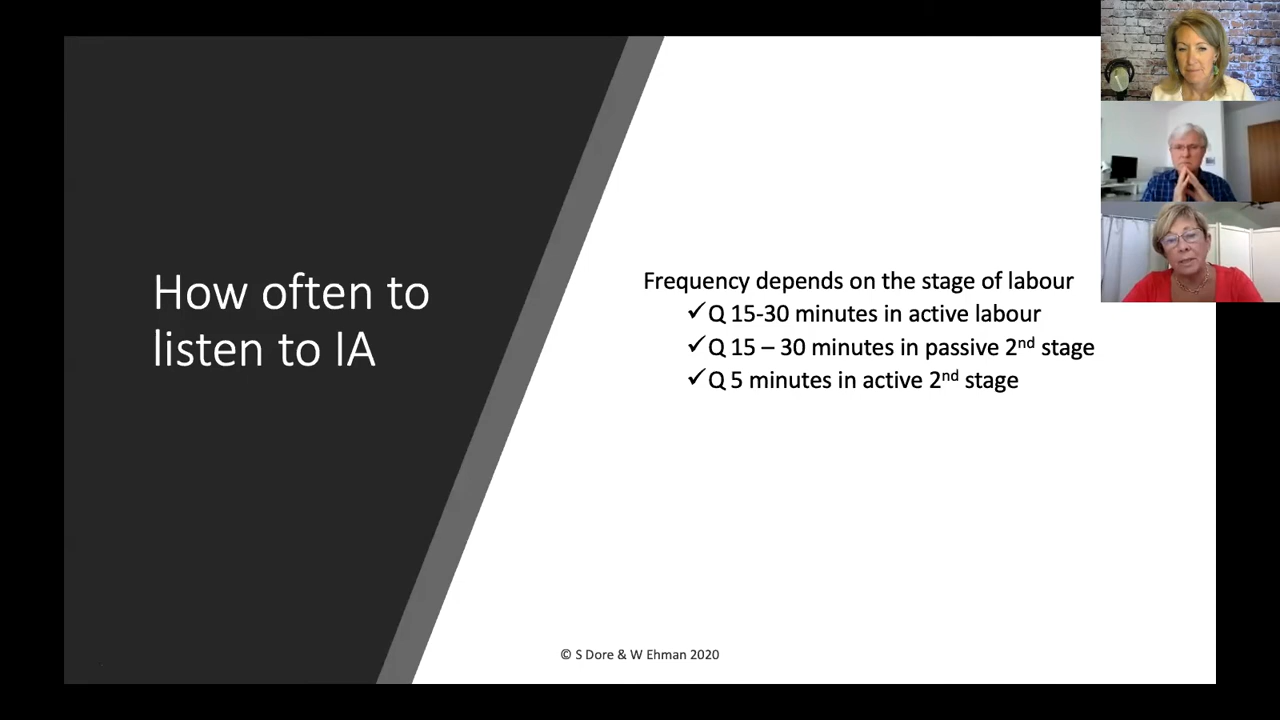 How often to
listen to IA
Frequency depends on the stage of labour
✓Q 15-30 minutes in active labour
✓Q 15 – 30 minutes in passive 2nd stage
✓Q 5 minutes in active 2nd stage
© S Dore & W Ehman 2020